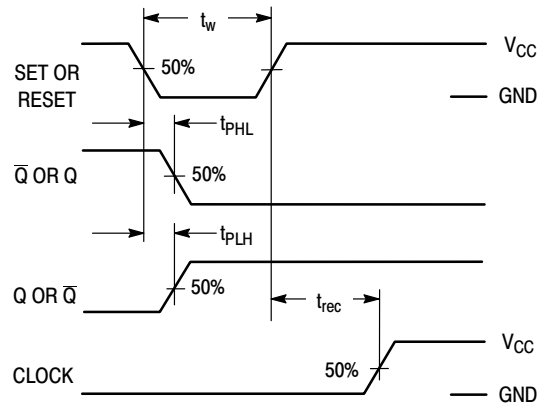 t_w
V_CC
SET OR
RESET
50%
GND
t_PHL
Q̅ OR Q
50%
t_PLH
Q OR Q̅
50%
t_rec
V_CC
50%
CLOCK
GND